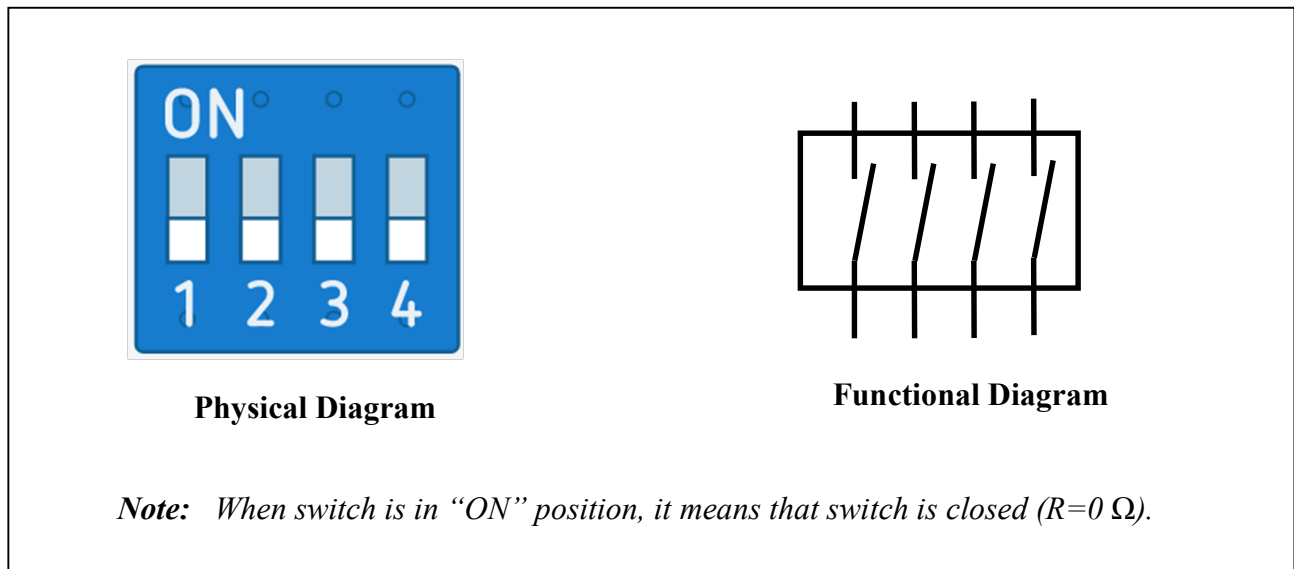 ON
1 2 3 4
Physical Diagram
Functional Diagram
Note: When switch is in “ON” position, it means that switch is closed (R=0 Ω).